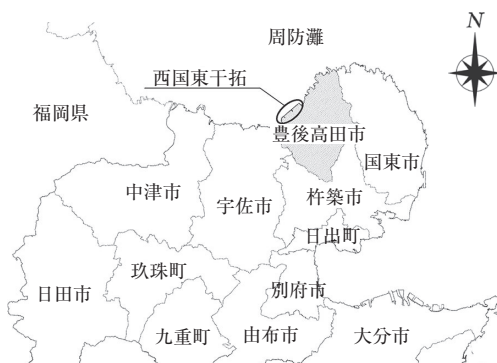 周防灘
N
西国東干拓
福岡県
豊後高田市
国東市
中津市
宇佐市
杵築市
日出町
玖珠町
日田市
別府市
九重町
由布市
大分市